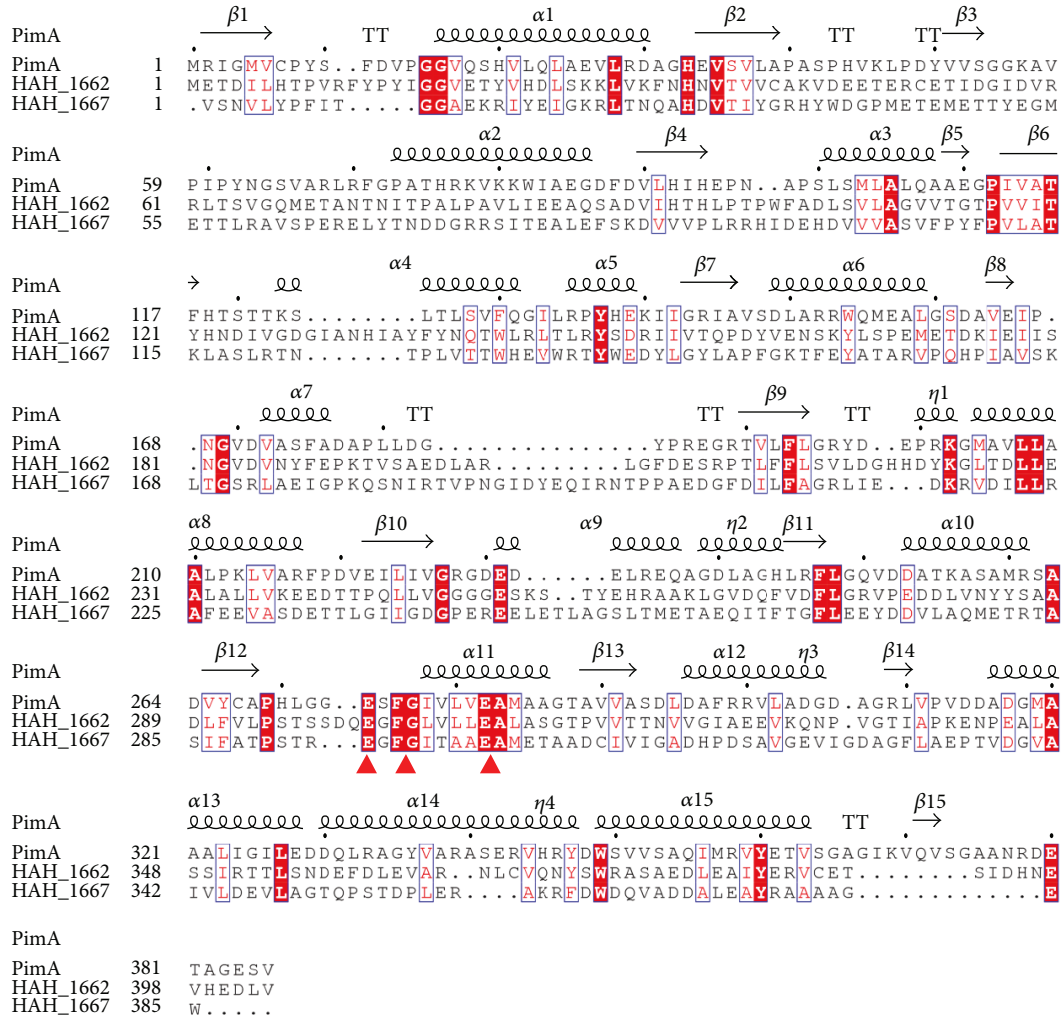 β1 α1 β2 β3
PimA TT TT TT
PimA 1 MRIGMVCPYS..FDVPGGVQSHVLQLAEVLRDAGHEVSVLAPASPHVKLPDYVVSGGKAV
HAH_1662 1 METDILHTPVRFYPYIGGVETYVHDLSKKLVKFNHNVTVVCAKVDEETERCETIDGIDVR
HAH_1667 1 .VSNVLYPFIT.....GGAEKRIYEIGKRLTNQAHDVTIYGRHYWDGPMETEMETTYEGM
α2 β4 α3 β5 β6
PimA
PimA 59 PIPYNGSVARLRFGPATHRKVKKWIAEGDFDVLHIHEPN..APSLSMLALQAAEGPIVAT
HAH_1662 61 RLTSVGQMETANTNITPALPAVLIEEAQSADVIHTHLPTPWFADLSVLAGVVTGTPVVIT
HAH_1667 55 ETTLRAVSPERELYTNDDGRRSITEALEFSKDVVVPLRRHIDEHDVVVASVFPYFPVLAT
α4 α5 β7 α6 β8
PimA
PimA 117 FHTSTTKS........LTLSVFQGILRPYHEKIIGRIAVSDLARRWQMEALGSDAVEIP.
HAH_1662 121 YHNDIVGDGIANHIAYFYNQTWLRLTLRYSDRIIVTQPDYVENSKYLSPEMETDKIEIIS
HAH_1667 115 KLASLRTN........TPLVTTWHEVWRTYWEDYLGYLAPFGKTFEYATARVPQHPIAVSK
α7 TT TT β9 TT η1
PimA
PimA 168 .NGVDVASFADAPLLDG...............YPREGRTVLFLGRYD..EPRKGMAVLLA
HAH_1662 181 .NGVDVNYFEPKTVSAEDLAR...........LGFDESRPTLFFLSVLDGHHDYKGLTDLLE
HAH_1667 168 LTGSRLAEIGPKQSNIRTVPNGIDYEQIRNTPPAEDGFDILFAGRLIE...DKRVDILLR
α8 β10 α9 η2 β11 α10
PimA
PimA 210 ALPKLVARFPDVEILIVGRGDED......ELREQAGDLAGHLRFLGQVDDATKASAMRSA
HAH_1662 231 ALALLVKEEDTTPQLLVGGGGESKS..TYEHRAAKLGVDQFVDFLGRVPEDDLVNYYSAA
HAH_1667 225 AFEEVASDETTLGIIGDGPEREELETLAGSLTMETAEQITFTGFLEEYDDVLAQMETRTA
β12 α11 β13 α12 η3 β14
PimA
PimA 264 DVYCAPHLGG..ESFGIVLVEAMAAGTAVVASDLDAFRRVLADGD.AGRLVPVDDADGMA
HAH_1662 289 DLFVLPSTSSDQEGFGLVLLEALASGTPVVTTNVVGIAEEVKQNP.VGTIAPKENPEALA
HAH_1667 285 SIFATPSTR...EGFGITAAEAMETAADCIVIGADHPDSAVGEVIGDAGFLAEPTVDGVA
α13 α14 η4 α15 TT β15
PimA
PimA 321 AALIGILEDDQLRAGYVARASERVHRYDWSVVSAQIMRVYETVSGAGIKVQVSGAANRDE
HAH_1662 348 SSIRTTLSNDEFDLEVAR..NLCVQNYSWRASAEDLEAIYERVCET........SIDHNE
HAH_1667 342 IVLDEVLAGTQPSTDPLER....AKRFDWDQVADDALEAYRAAAAG............E
PimA
PimA 381 TAGESV
HAH_1662 398 VHEDLV
HAH_1667 385 W.....